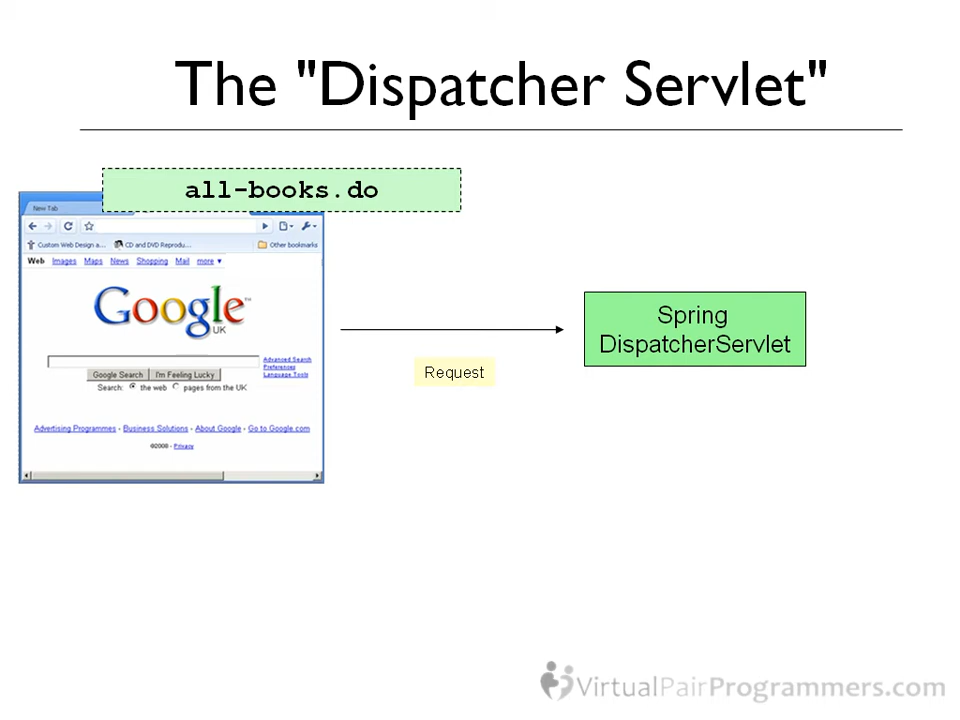 The "Dispatcher Servlet"
all-books.do
New Tab
Custom Web Design a... CD and DVD Reprodu... Other bookmarks
Web Images Maps News Shopping Mail more ▼
Google™
UK
Advanced Search
Preferences
Language Tools
Google Search I'm Feeling Lucky
Search: the web pages from the UK
Advertising Programmes - Business Solutions - About Google - Go to Google.com
©2008 - Privacy
Request
Spring
DispatcherServlet
VirtualPairProgrammers.com